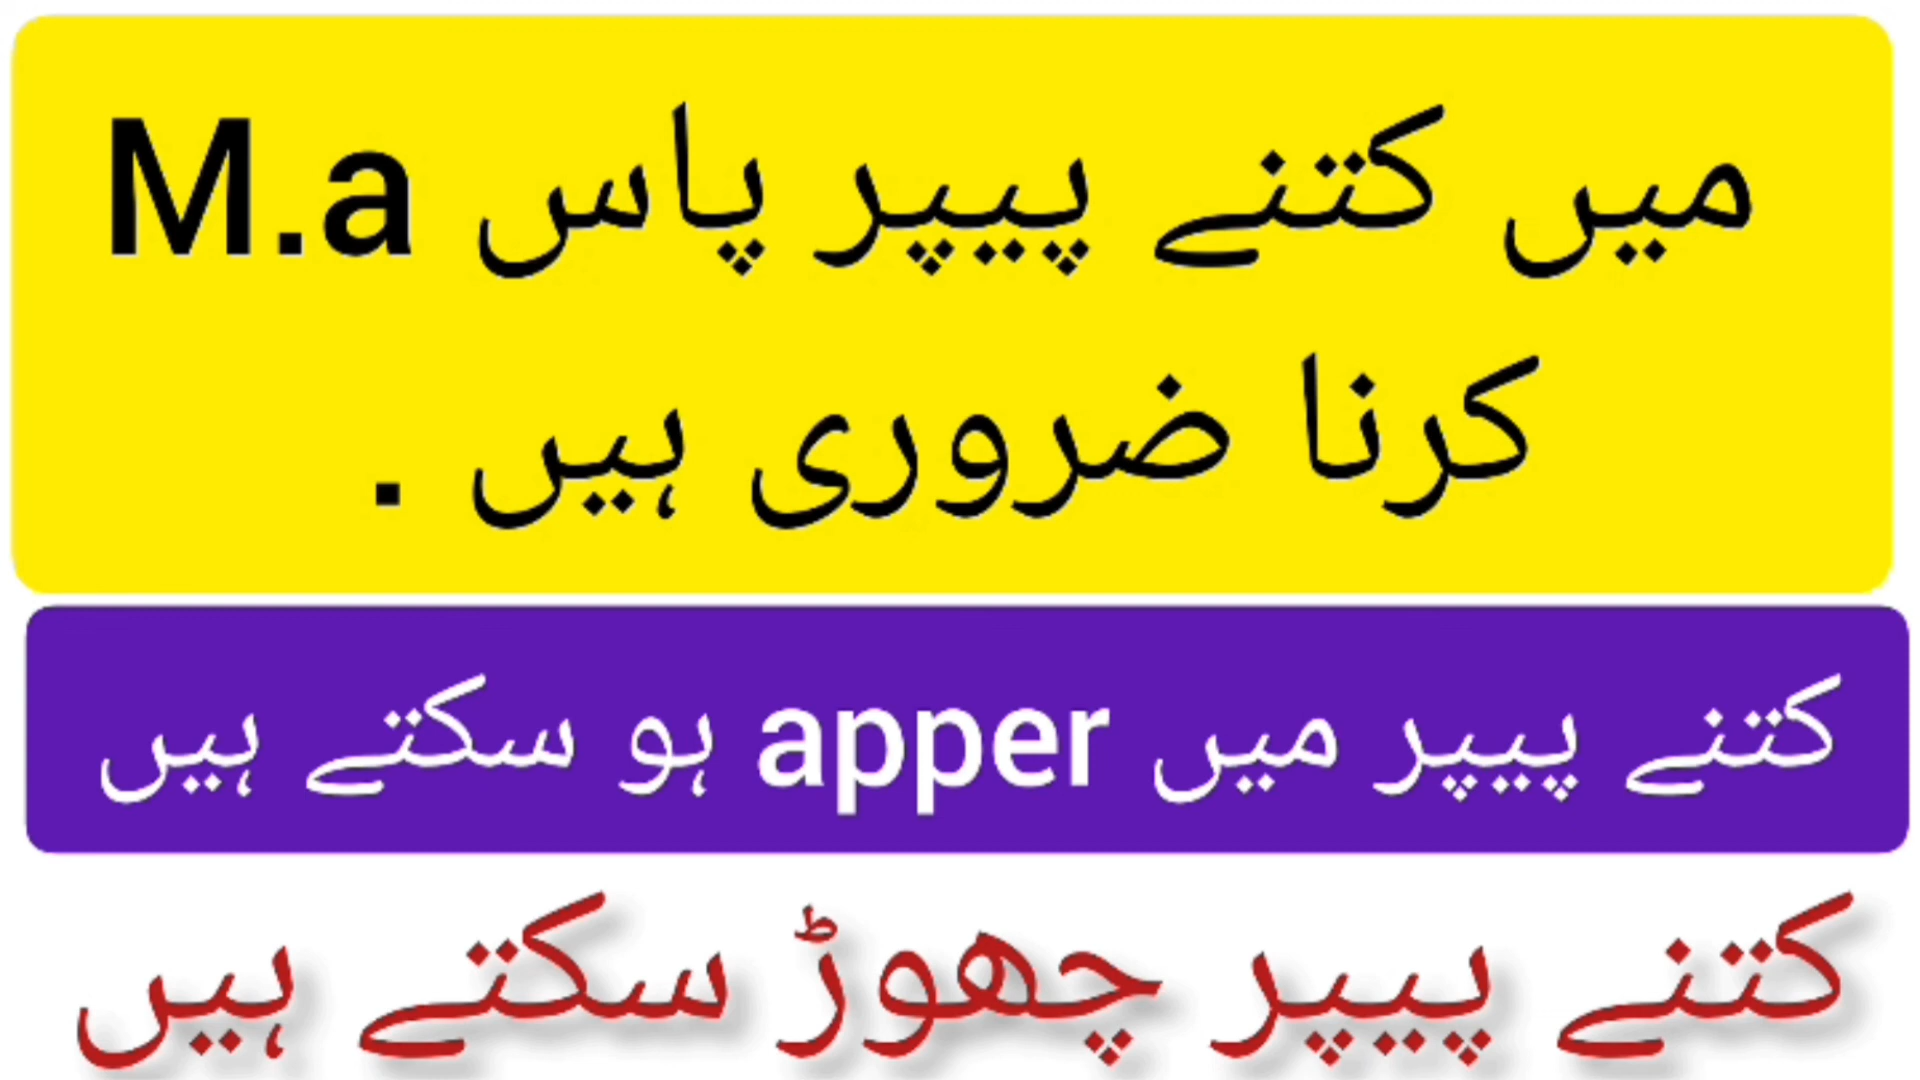 میں کتنے پیپر پاس M.a
کرنا ضروری ہیں .
کتنے پیپر میں apper ہو سکتے ہیں
کتنے پیپر چھوڑ سکتے ہیں